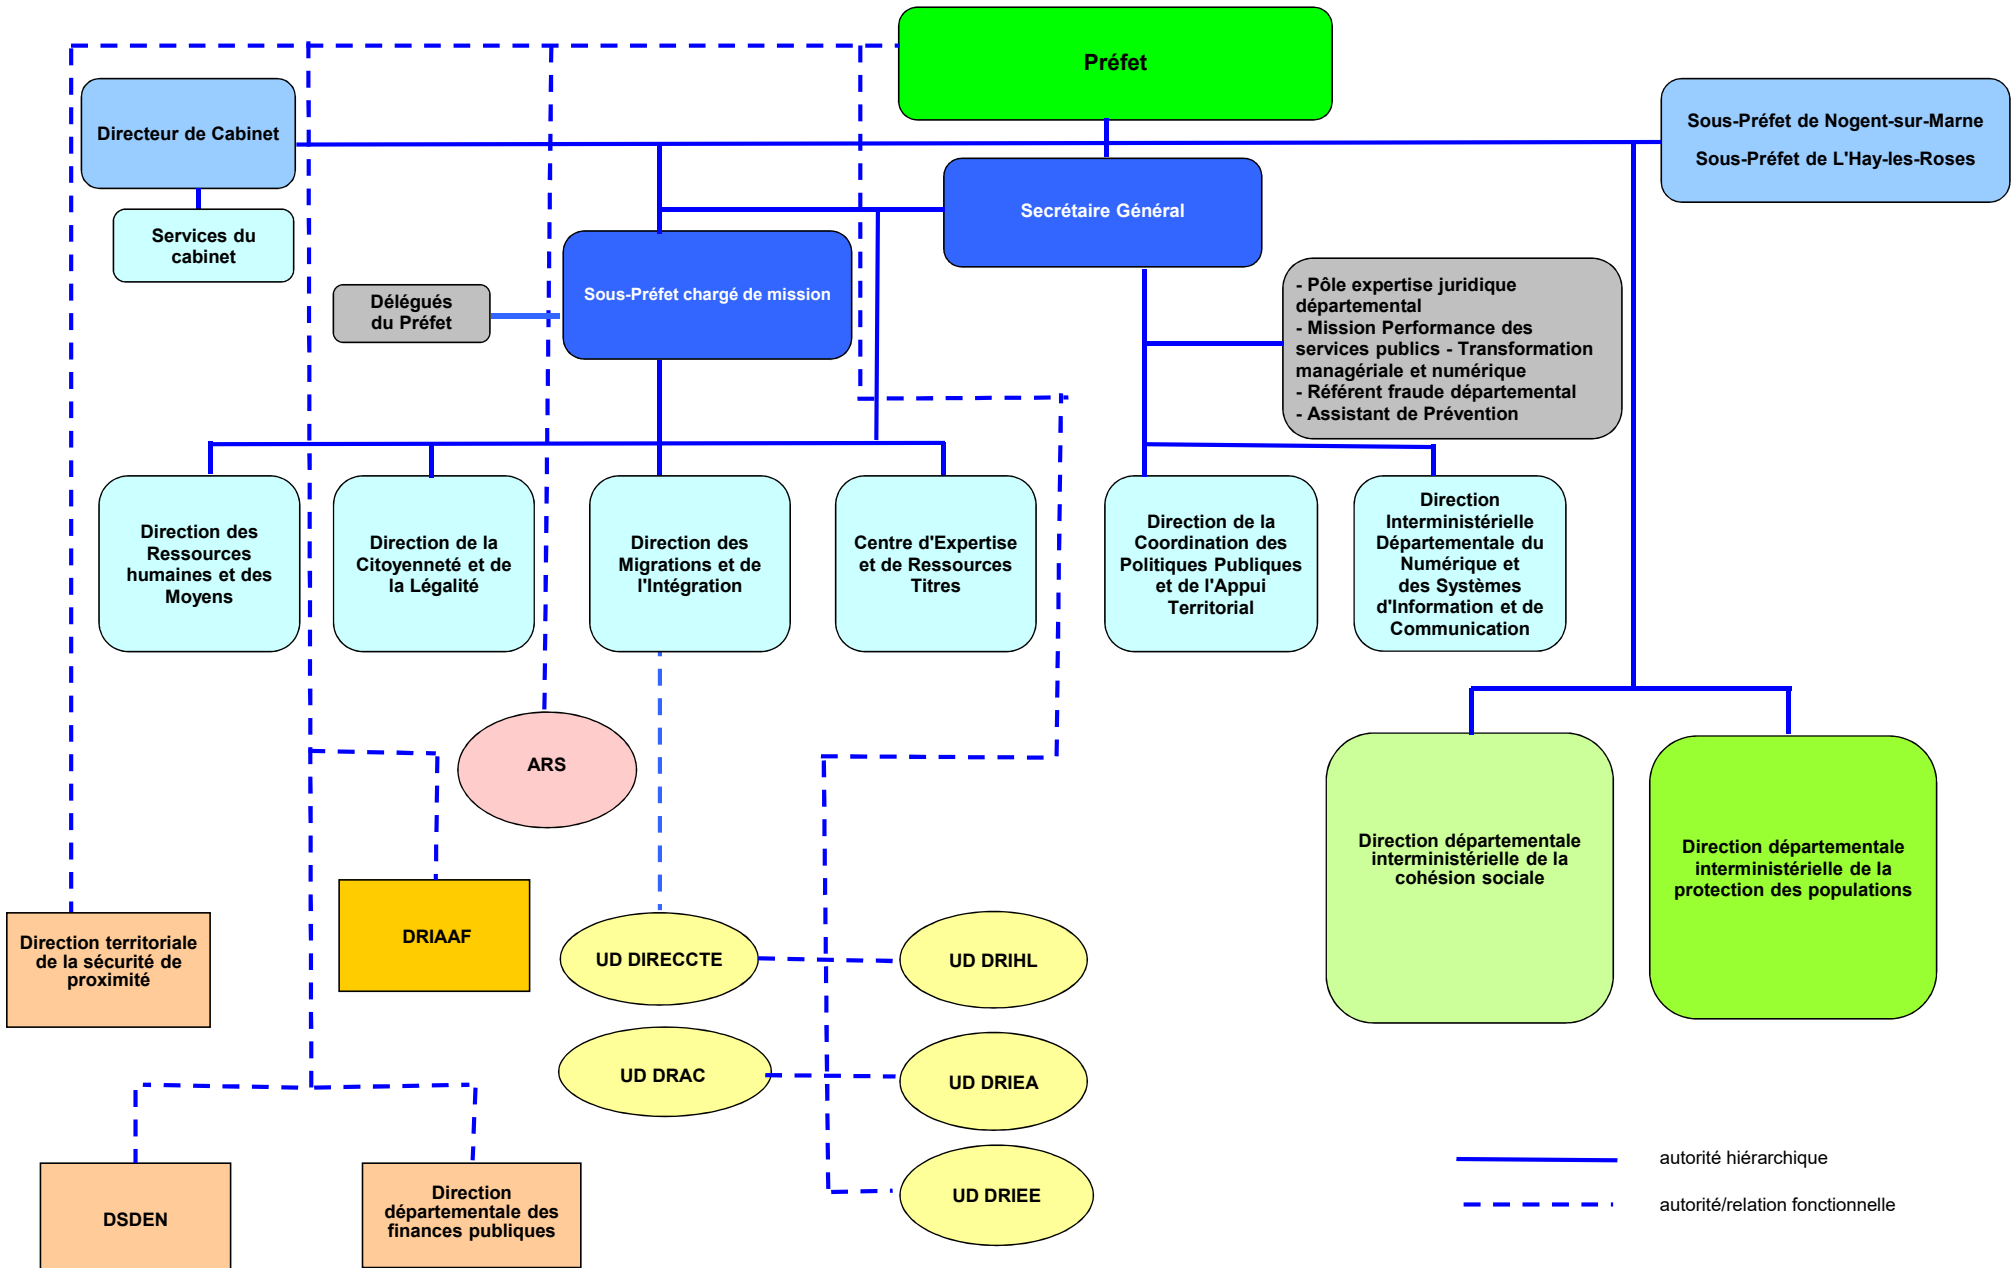 Préfet
Directeur de Cabinet
Sous-Préfet de Nogent-sur-Marne
Sous-Préfet de L'Hay-les-Roses
Secrétaire Général
Services du
cabinet
Sous-Préfet chargé de mission
Délégués
du Préfet
- Pôle expertise juridique
départemental
- Mission Performance des
services publics - Transformation
managériale et numérique
- Référent fraude départemental
- Assistant de Prévention
Direction des
Ressources
humaines et des
Moyens
Direction de la
Citoyenneté et de
la Légalité
Direction des
Migrations et de
l'Intégration
Centre d'Expertise
et de Ressources
Titres
Direction de la
Coordination des
Politiques Publiques
et de l'Appui
Territorial
Direction
Interministérielle
Départementale du
Numérique et
des Systèmes
d'Information et de
Communication
ARS
Direction départementale
interministérielle de la
cohésion sociale
Direction départementale
interministérielle de la
protection des populations
Direction territoriale
de la sécurité de
proximité
DRIAAF
UD DIRECCTE
UD DRIHL
UD DRAC
UD DRIEA
UD DRIEE
DSDEN
Direction
départementale des
finances publiques
autorité hiérarchique
autorité/relation fonctionnelle